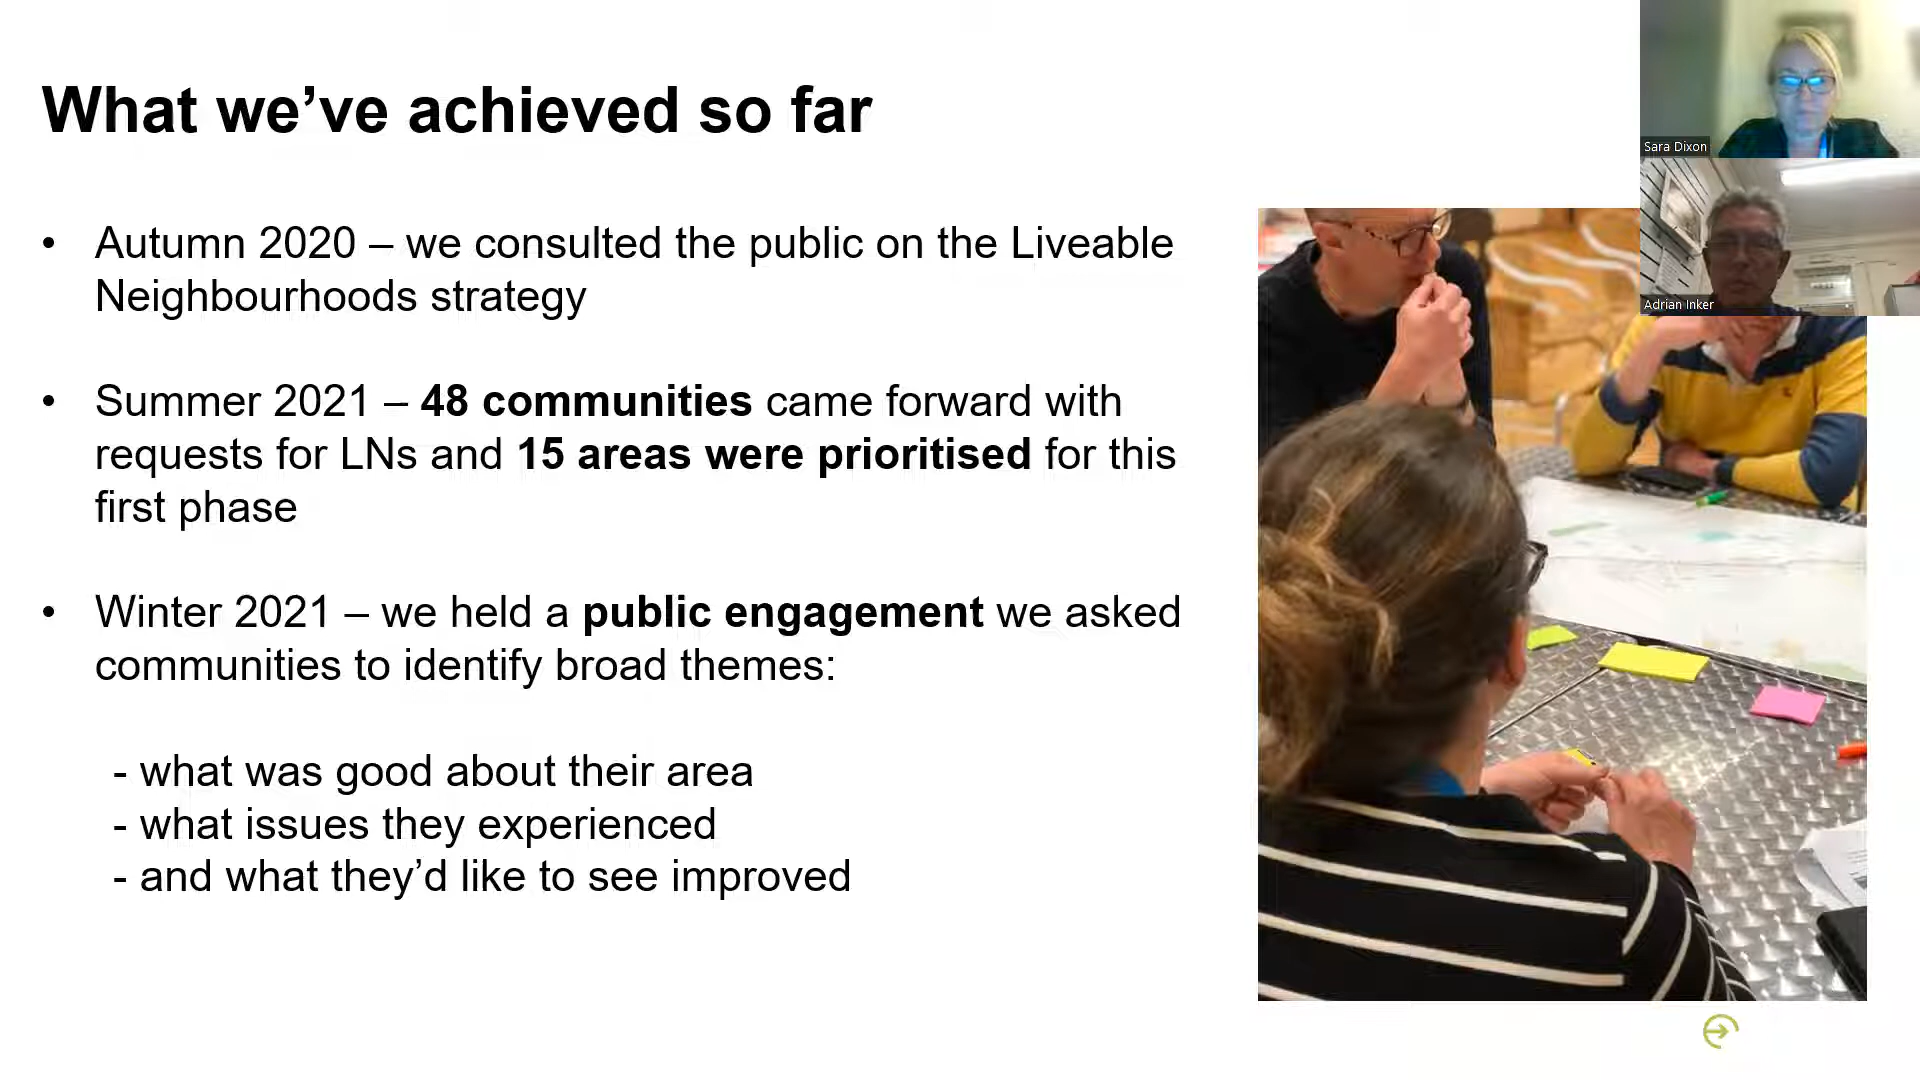 What we’ve achieved so far
Sara Dixon
Adrian Inker
• Autumn 2020 – we consulted the public on the Liveable
Neighbourhoods strategy
• Summer 2021 – 48 communities came forward with
requests for LNs and 15 areas were prioritised for this
first phase
• Winter 2021 – we held a public engagement we asked
communities to identify broad themes:
- what was good about their area
- what issues they experienced
- and what they’d like to see improved